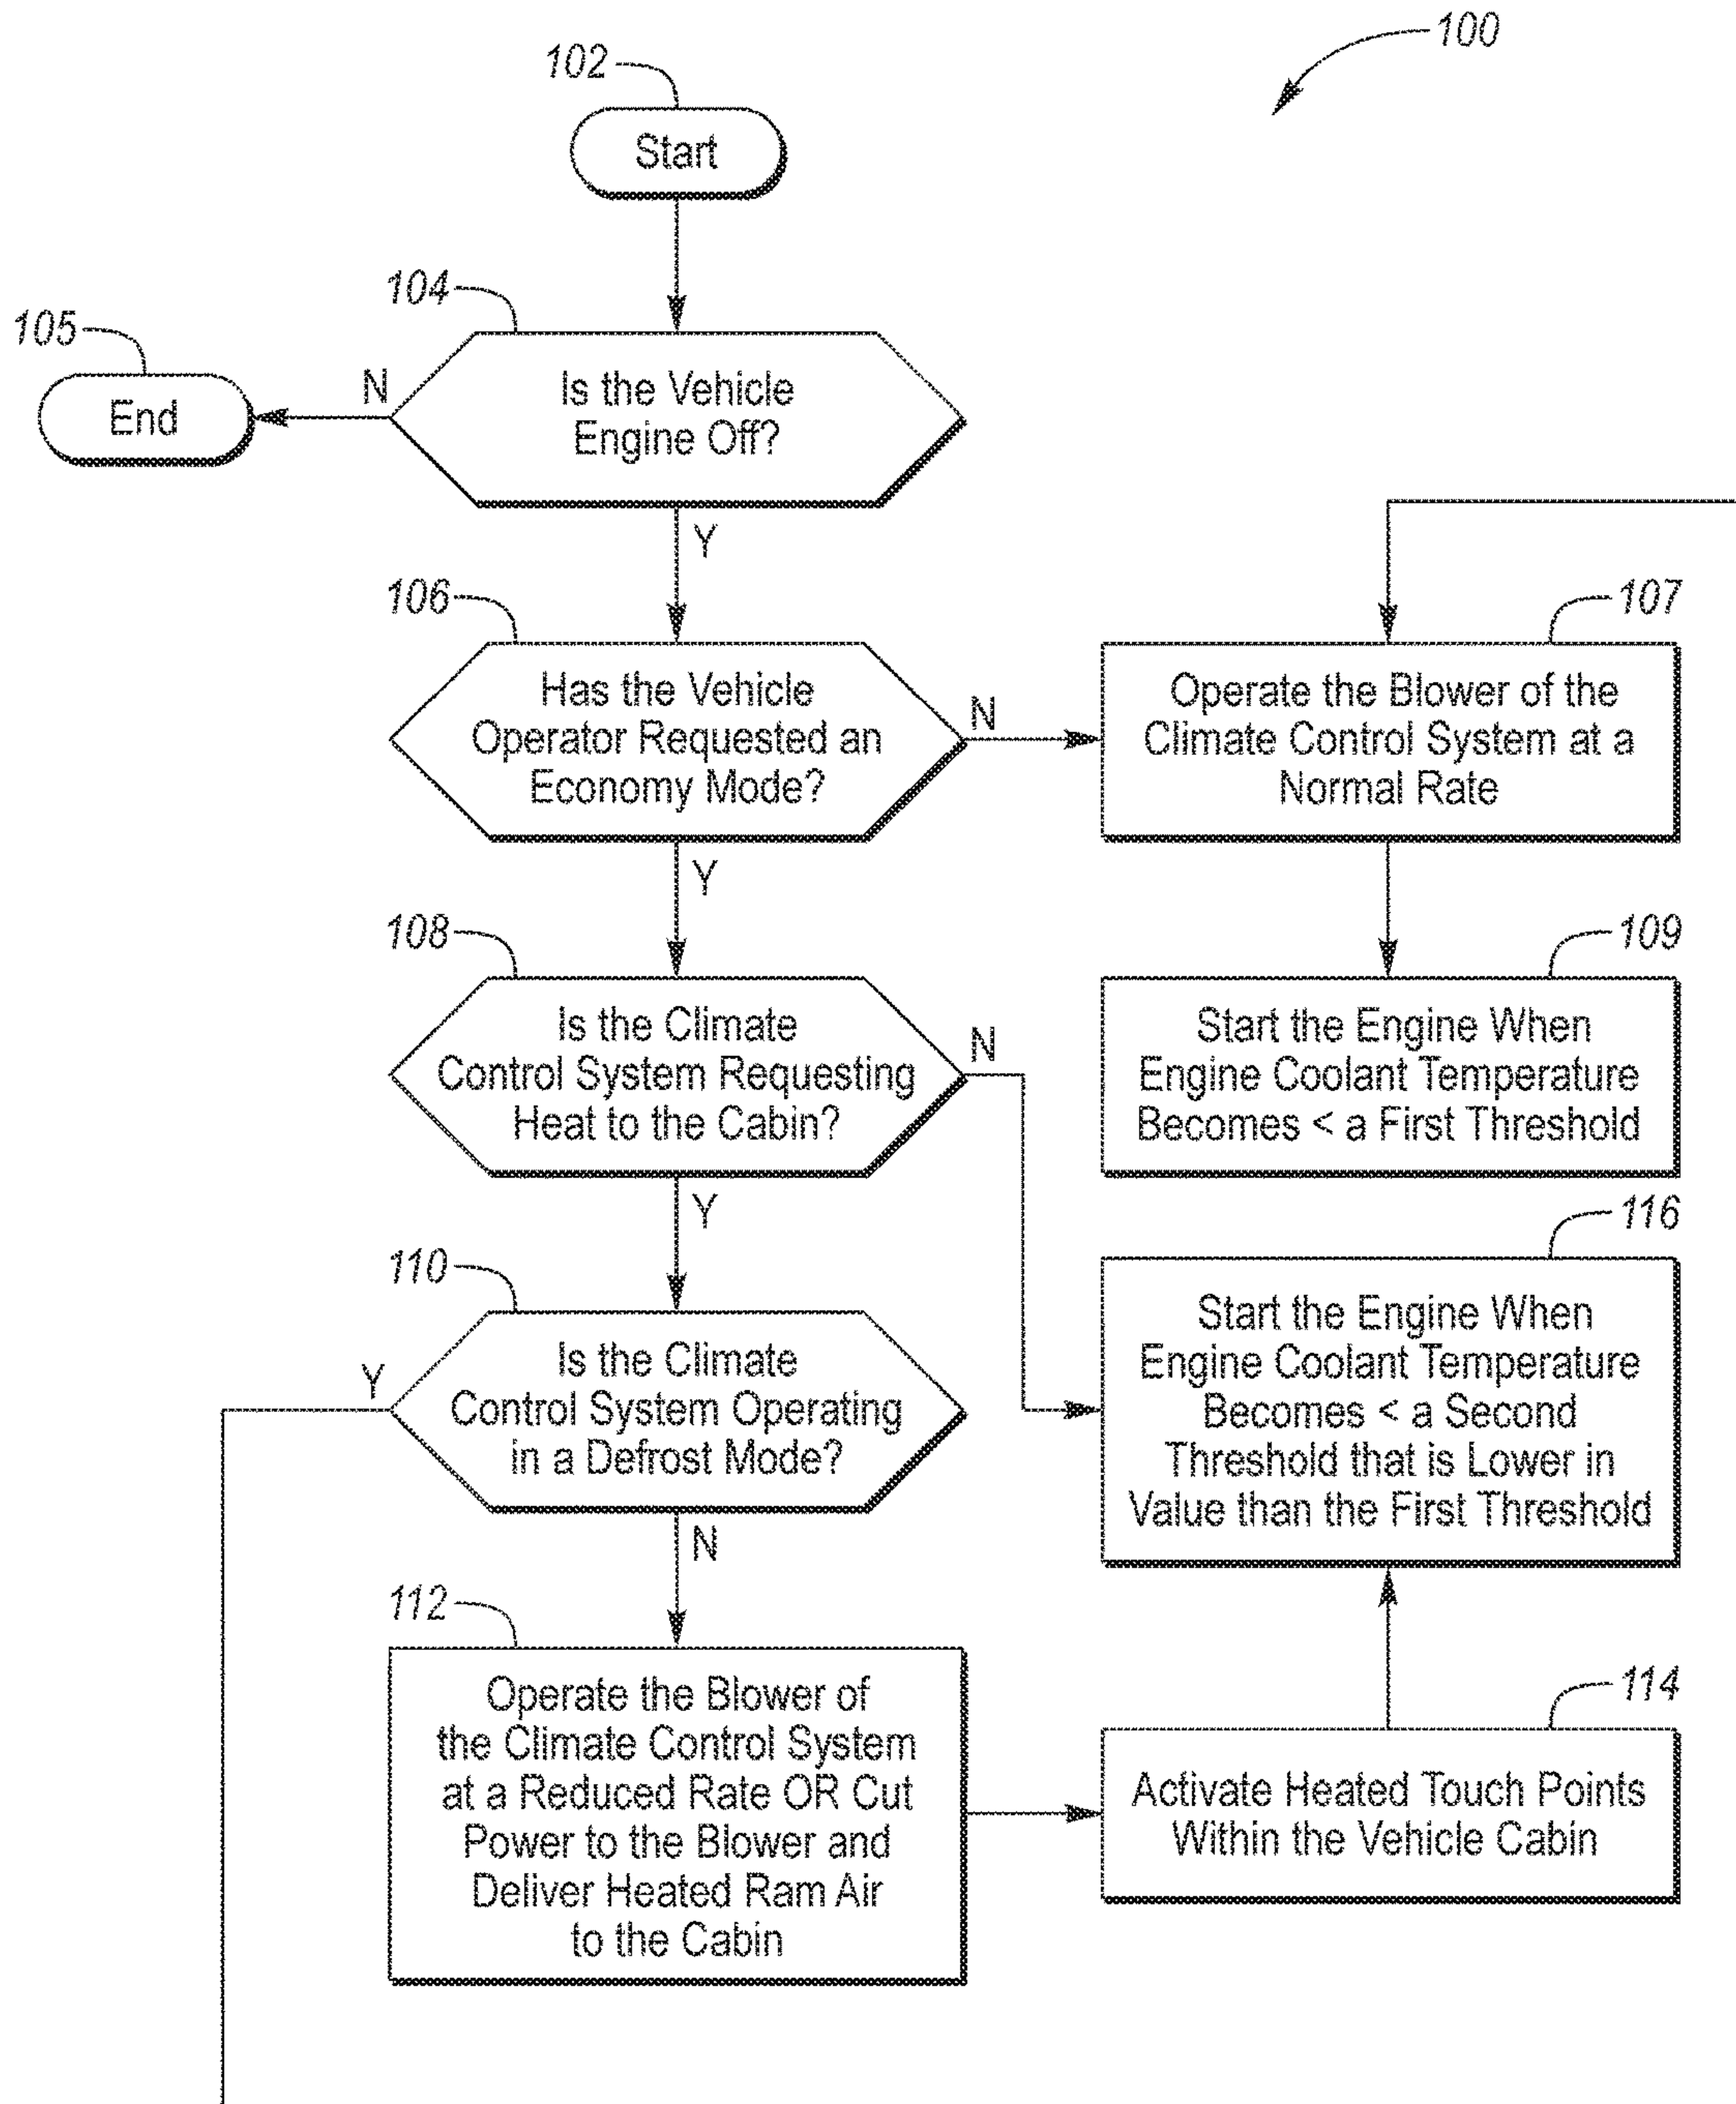 100
102
Start
104
105
N
End
Is the Vehicle
Engine Off?
Y
106
107
Has the Vehicle
Operator Requested an
Economy Mode?
N
Operate the Blower of the
Climate Control System at a
Normal Rate
Y
108
109
Is the Climate
Control System Requesting
Heat to the Cabin?
N
Start the Engine When
Engine Coolant Temperature
Becomes < a First Threshold
Y
110
116
Is the Climate
Control System Operating
in a Defrost Mode?
Y
Start the Engine When
Engine Coolant Temperature
Becomes < a Second
Threshold that is Lower in
Value than the First Threshold
N
112
Operate the Blower of
the Climate Control System
at a Reduced Rate OR Cut
Power to the Blower and
Deliver Heated Ram Air
to the Cabin
114
Activate Heated Touch Points
Within the Vehicle Cabin